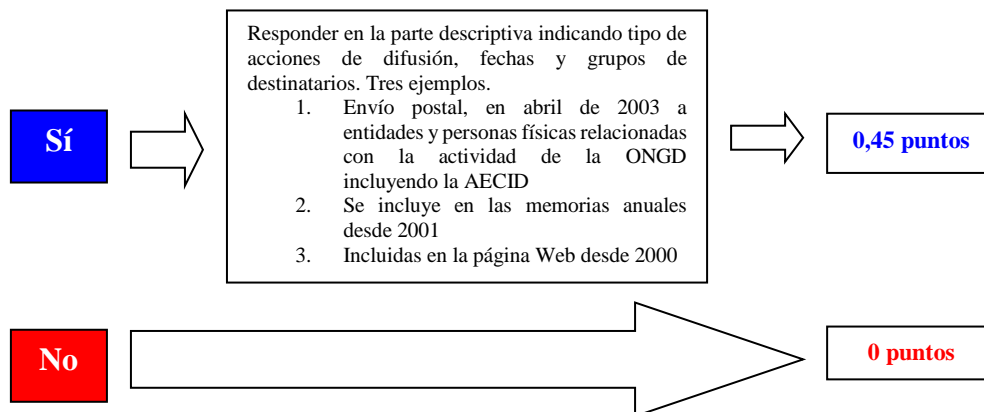 Responder en la parte descriptiva indicando tipo de
acciones de difusión, fechas y grupos de
destinatarios. Tres ejemplos.
1. Envío postal, en abril de 2003 a
entidades y personas físicas relacionadas
con la actividad de la ONGD
incluyendo la AECID
2. Se incluye en las memorias anuales
desde 2001
3. Incluidas en la página Web desde 2000
Sí
0,45 puntos
No
0 puntos